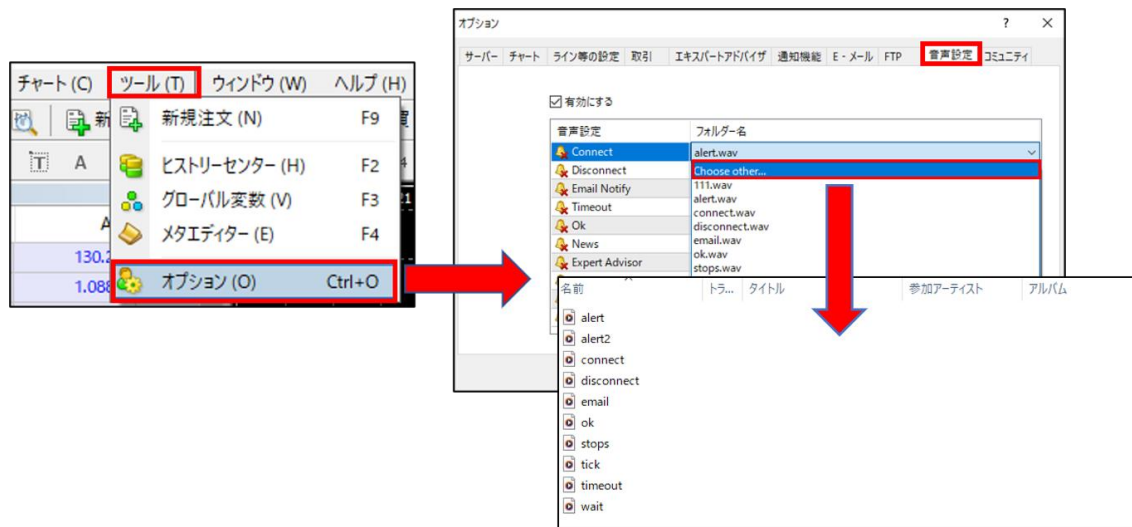 チャート (C) ツール (T) ウィンドウ (W) ヘルプ (H)
新
新規注文 (N) F9
T A
ヒストリーセンター (H) F2
グローバル変数 (V) F3
メタエディター (E) F4
オプション (O) Ctrl+O
A
130.2
1.088
オプション ? ×
サーバー チャート ライン等の設定 取引 エキスパートアドバイザ 通知機能 E - メール FTP 音声設定 コミュニティ
有効にする
音声設定 フォルダー名
Connect alert.wav
Disconnect Choose other...
Email Notify 111.wav
Timeout alert.wav
Ok connect.wav
News disconnect.wav
Expert Advisor email.wav
ok.wav
stops.wav
名前 トラ... タイトル 参加アーティスト アルバム
alert
alert2
connect
disconnect
email
ok
stops
tick
timeout
wait